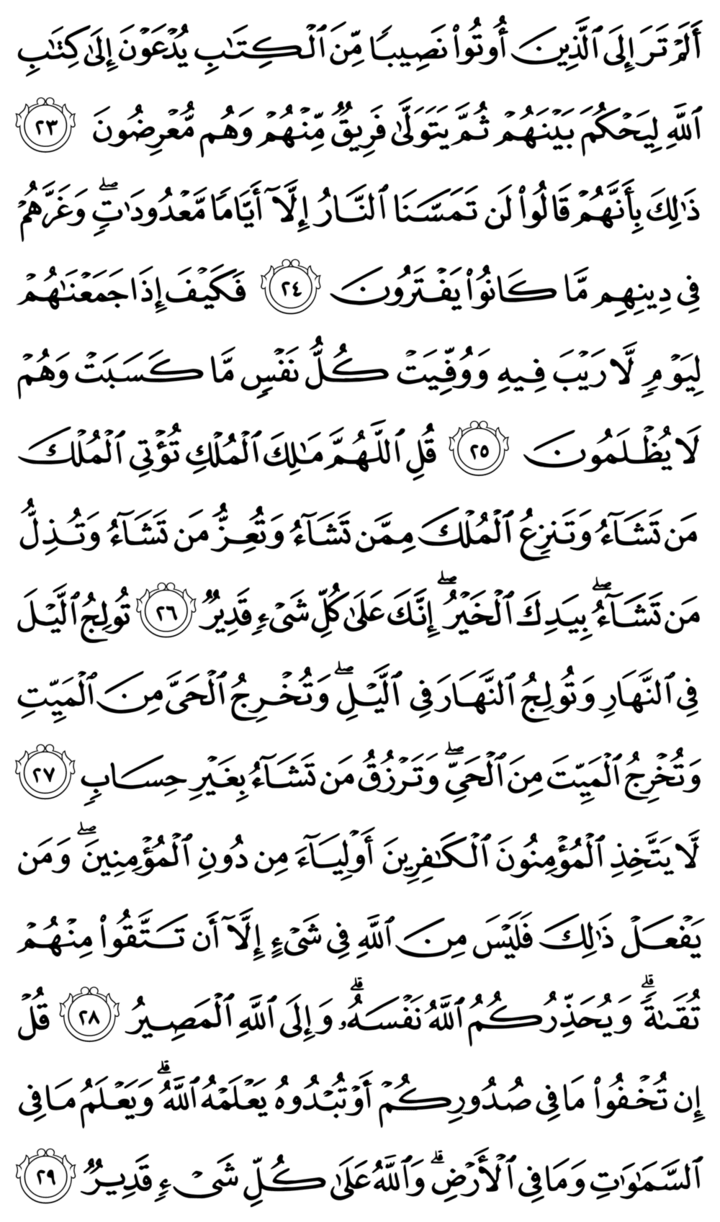 أَلَمْ تَرَ إِلَى ٱلَّذِينَ أُوتُوا۟ نَصِيبًا مِّنَ ٱلْكِتَٰبِ يُدْعَوْنَ إِلَىٰ كِتَٰبِ
ٱللَّهِ لِيَحْكُمَ بَيْنَهُمْ ثُمَّ يَتَوَلَّىٰ فَرِيقٌ مِّنْهُمْ وَهُم مُّعْرِضُونَ ٢٣
ذَٰلِكَ بِأَنَّهُمْ قَالُوا۟ لَن تَمَسَّنَا ٱلنَّارُ إِلَّآ أَيَّامًا مَّعْدُودَٰتٍ ۖ وَغَرَّهُمْ
فِى دِينِهِم مَّا كَانُوا۟ يَفْتَرُونَ ٢٤ فَكَيْفَ إِذَا جَمَعْنَٰهُمْ
لِيَوْمٍ لَّا رَيْبَ فِيهِ وَوُفِّيَتْ كُلُّ نَفْسٍ مَّا كَسَبَتْ وَهُمْ
لَا يُظْلَمُونَ ٢٥ قُلِ ٱللَّهُمَّ مَٰلِكَ ٱلْمُلْكِ تُؤْتِى ٱلْمُلْكَ
مَن تَشَآءُ وَتَنزِعُ ٱلْمُلْكَ مِمَّن تَشَآءُ وَتُعِزُّ مَن تَشَآءُ وَتُذِلُّ
مَن تَشَآءُ ۖ بِيَدِكَ ٱلْخَيْرُ ۖ إِنَّكَ عَلَىٰ كُلِّ شَىْءٍ قَدِيرٌ ٢٦ تُولِجُ ٱلَّيْلَ
فِى ٱلنَّهَارِ وَتُولِجُ ٱلنَّهَارَ فِى ٱلَّيْلِ ۖ وَتُخْرِجُ ٱلْحَىَّ مِنَ ٱلْمَيِّتِ
وَتُخْرِجُ ٱلْمَيِّتَ مِنَ ٱلْحَىِّ ۖ وَتَرْزُقُ مَن تَشَآءُ بِغَيْرِ حِسَابٍ ٢٧
لَّا يَتَّخِذِ ٱلْمُؤْمِنُونَ ٱلْكَٰفِرِينَ أَوْلِيَآءَ مِن دُونِ ٱلْمُؤْمِنِينَ ۖ وَمَن
يَفْعَلْ ذَٰلِكَ فَلَيْسَ مِنَ ٱللَّهِ فِى شَىْءٍ إِلَّآ أَن تَتَّقُوا۟ مِنْهُمْ
تُقَىٰةً ۗ وَيُحَذِّرُكُمُ ٱللَّهُ نَفْسَهُۥ ۗ وَإِلَى ٱللَّهِ ٱلْمَصِيرُ ٢٨ قُلْ
إِن تُخْفُوا۟ مَا فِى صُدُورِكُمْ أَوْ تُبْدُوهُ يَعْلَمْهُ ٱللَّهُ ۗ وَيَعْلَمُ مَا فِى
ٱلسَّمَٰوَٰتِ وَمَا فِى ٱلْأَرْضِ ۗ وَٱللَّهُ عَلَىٰ كُلِّ شَىْءٍ قَدِيرٌ ٢٩